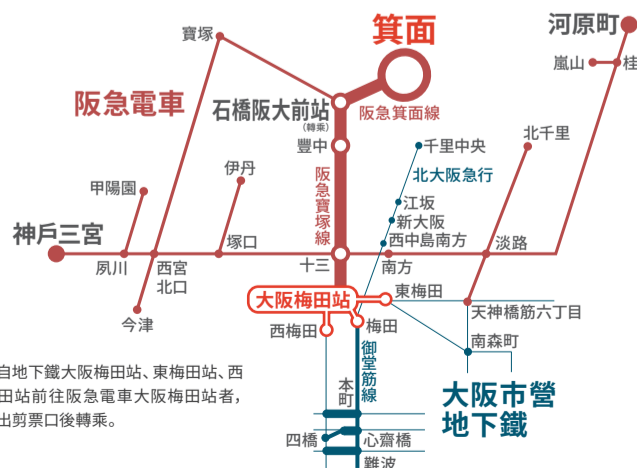 箕面
河原町
寶塚
嵐山
桂
阪急電車
石橋阪大前站
(轉乘)
阪急箕面線
豐中
千里中央
北千里
伊丹
阪急寶塚線
北大阪急行
甲陽園
江坂
新大阪
神戶三宮
西中島南方
夙川
西宮
北口
塚口
十三
南方
淡路
大阪梅田站
東梅田
天神橋筋六丁目
今津
西梅田
梅田
南森町
御堂筋線
自地下鐵大阪梅田站、東梅田站、西
田站前往阪急電車大阪梅田站者,
出剪票口後轉乘。
本町
大阪市營
地下鐵
四橋
心齋橋
難波